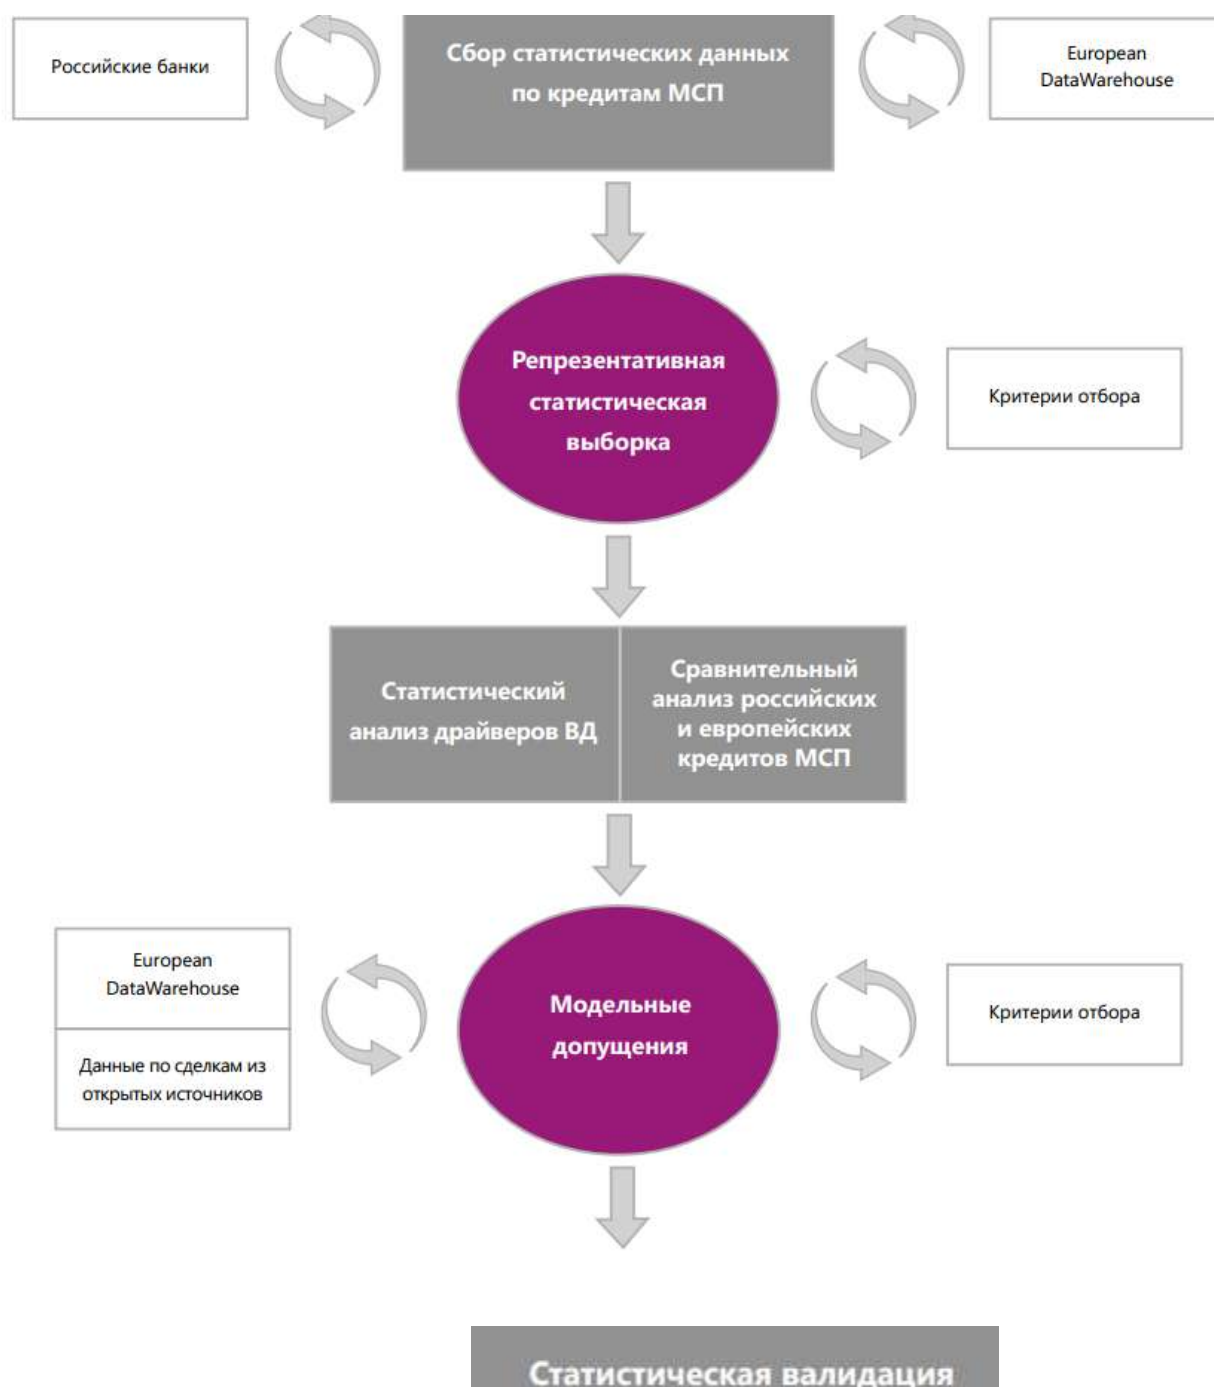 Российские банки
Сбор статистических данных
по кредитам МСП
European
DataWarehouse
Репрезентативная
статистическая
выборка
Критерии отбора
Статистический
анализ драйверов ВД
Сравнительный
анализ российских
и европейских
кредитов МСП
European
DataWarehouse
Данные по сделкам из
открытых источников
Модельные
допущения
Критерии отбора
Статистическая валидация